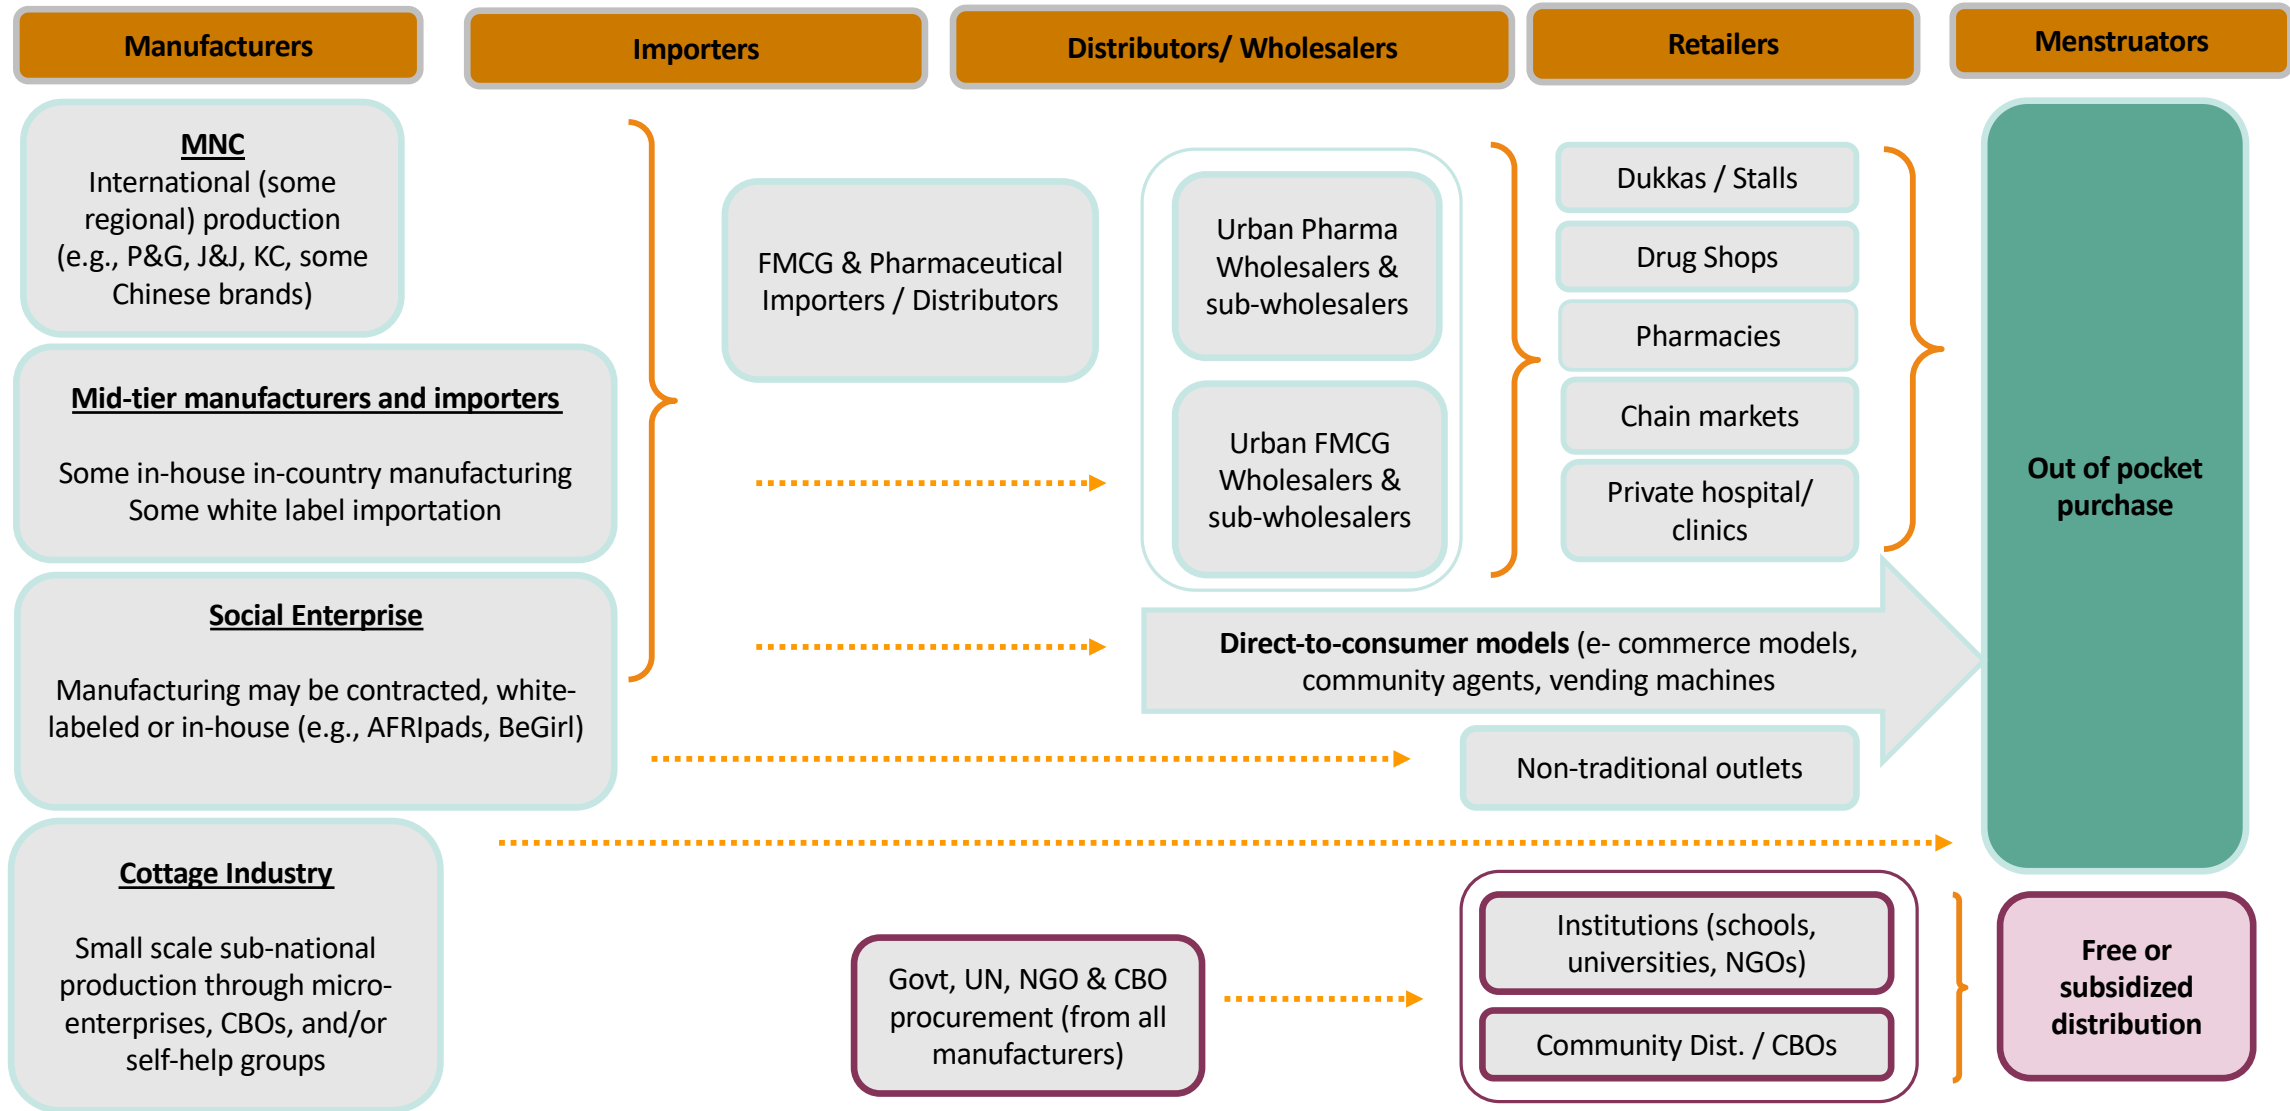 Manufacturers
Importers
Distributors/ Wholesalers
Retailers
Menstruators
MNC
International (some
regional) production
(e.g., P&G, J&J, KC, some
Chinese brands)
Mid-tier manufacturers and importers
Some in-house in-country manufacturing
Some white label importation
Social Enterprise
Manufacturing may be contracted, white-
labeled or in-house (e.g., AFRIpads, BeGirl)
Cottage Industry
Small scale sub-national
production through micro-
enterprises, CBOs, and/or
self-help groups
FMCG & Pharmaceutical
Importers / Distributors
Urban Pharma
Wholesalers &
sub-wholesalers
Urban FMCG
Wholesalers &
sub-wholesalers
Dukkas / Stalls
Drug Shops
Pharmacies
Chain markets
Private hospital/
clinics
Direct-to-consumer models (e- commerce models,
community agents, vending machines
Non-traditional outlets
Govt, UN, NGO & CBO
procurement (from all
manufacturers)
Institutions (schools,
universities, NGOs)
Community Dist. / CBOs
Out of pocket
purchase
Free or
subsidized
distribution